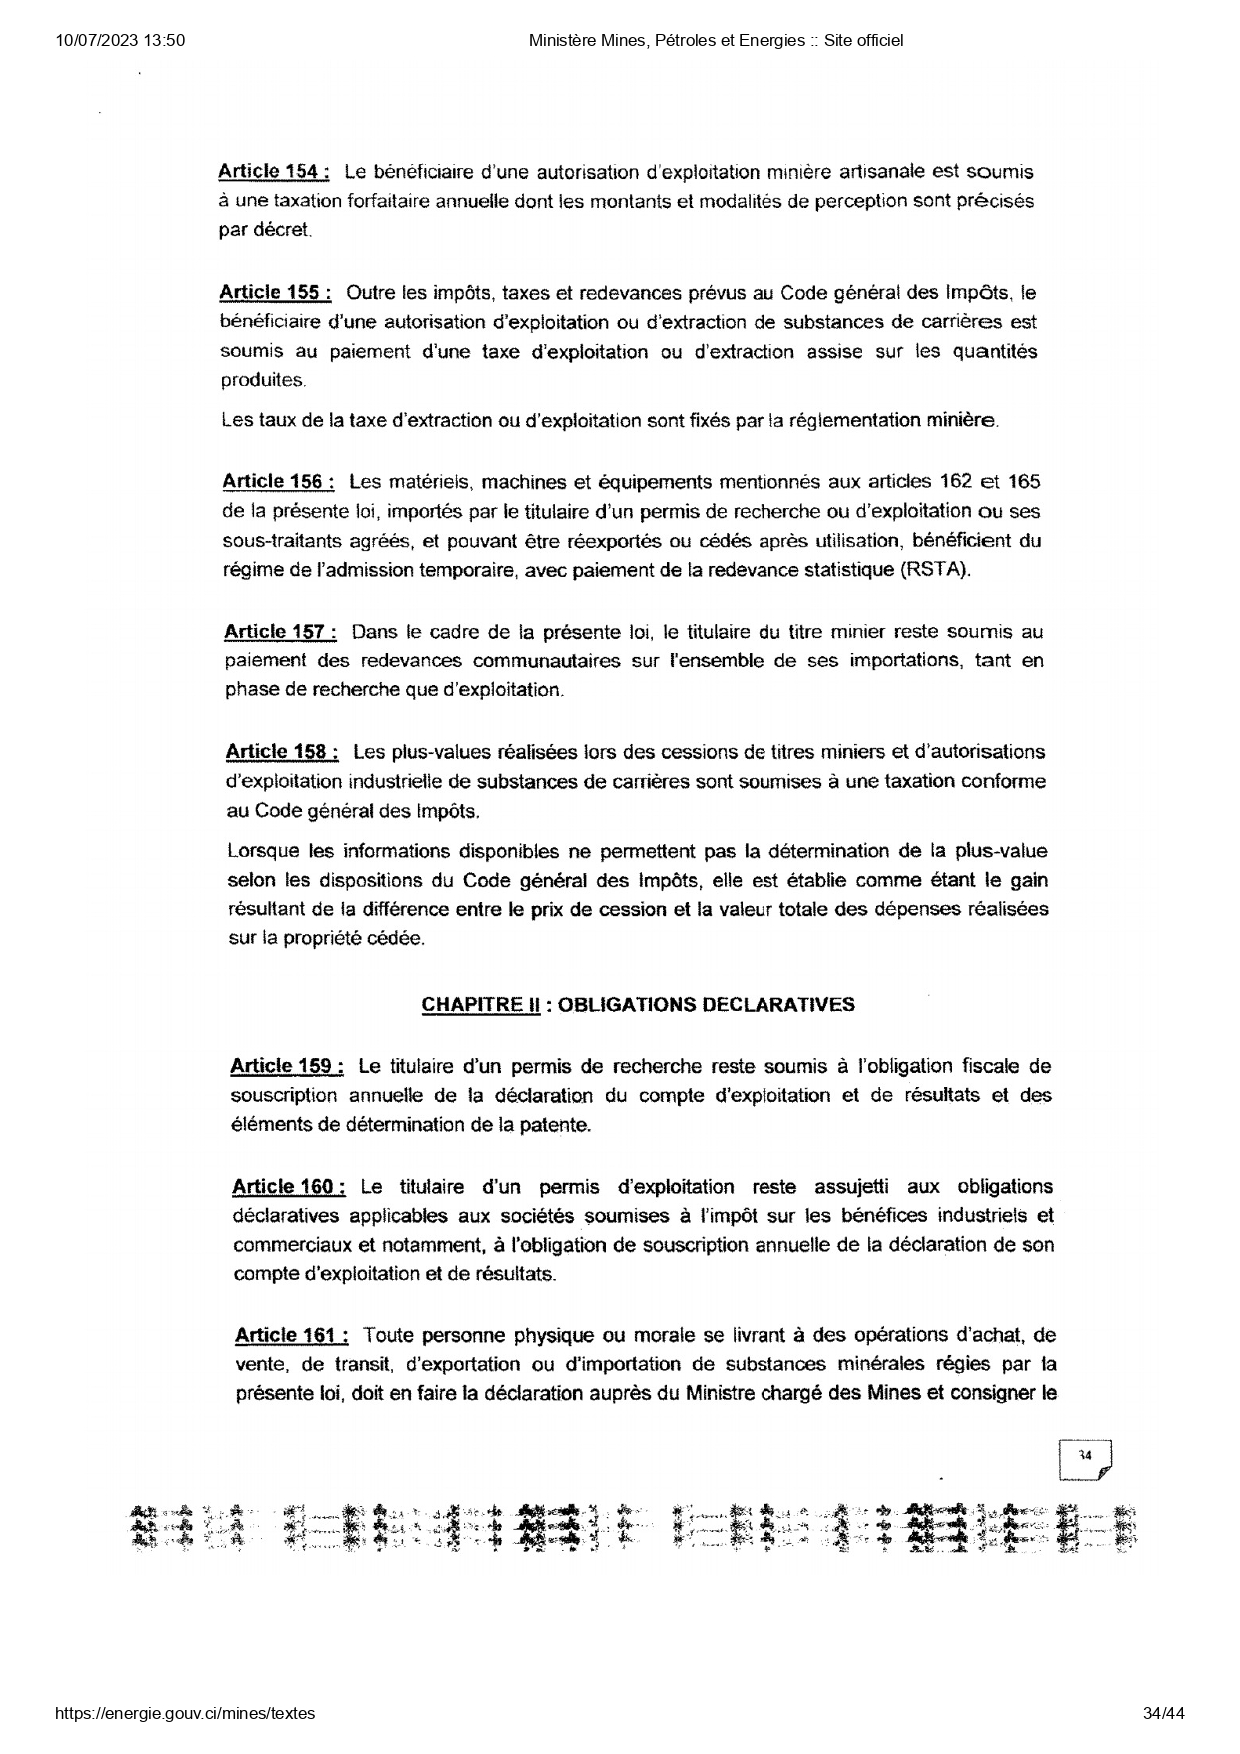 10/07/2023 13:50
Ministère Mines, Pétroles et Energies :: Site officiel
Article 154 : Le bénéficiaire d'une autorisation d'exploitation minière artisanale est soumis
à une taxation forfaitaire annuelle dont les montants et modalités de perception sont précisés
par décret.
Article 155 : Outre les impôts, taxes et redevances prévus au Code général des Impôts, le
bénéficiaire d'une autorisation d'exploitation ou d'extraction de substances de carrières est
soumis au paiement d'une taxe d'exploitation ou d'extraction assise sur les quantités
produites.
Les taux de la taxe d'extraction ou d'exploitation sont fixés par la réglementation minière.
Article 156 : Les matériels, machines et équipements mentionnés aux articles 162 et 165
de la présente loi, importés par le titulaire d'un permis de recherche ou d'exploitation ou ses
sous-traitants agréés, et pouvant être réexportés ou cédés après utilisation, bénéficient du
régime de l'admission temporaire, avec paiement de la redevance statistique (RSTA).
Article 157 : Dans le cadre de la présente loi, le titulaire du titre minier reste soumis au
paiement des redevances communautaires sur l'ensemble de ses importations, tant en
phase de recherche que d'exploitation.
Article 158 : Les plus-values réalisées lors des cessions de titres miniers et d'autorisations
d'exploitation industrielle de substances de carrières sont soumises à une taxation conforme
au Code général des Impôts.
Lorsque les informations disponibles ne permettent pas la détermination de la plus-value
selon les dispositions du Code général des Impôts, elle est établie comme étant le gain
résultant de la différence entre le prix de cession et la valeur totale des dépenses réalisées
sur la propriété cédée.
CHAPITRE II : OBLIGATIONS DECLARATIVES
Article 159 : Le titulaire d'un permis de recherche reste soumis à l'obligation fiscale de
souscription annuelle de la déclaration du compte d'exploitation et de résultats et des
éléments de détermination de la patente.
Article 160 : Le titulaire d'un permis d'exploitation reste assujetti aux obligations
déclaratives applicables aux sociétés soumises à l'impôt sur les bénéfices industriels et
commerciaux et notamment, à l'obligation de souscription annuelle de la déclaration de son
compte d'exploitation et de résultats.
Article 161 : Toute personne physique ou morale se livrant à des opérations d'achat, de
vente, de transit, d'exportation ou d'importation de substances minérales régies par la
présente loi, doit en faire la déclaration auprès du Ministre chargé des Mines et consigner le
34
https://energie.gouv.ci/mines/textes
34/44